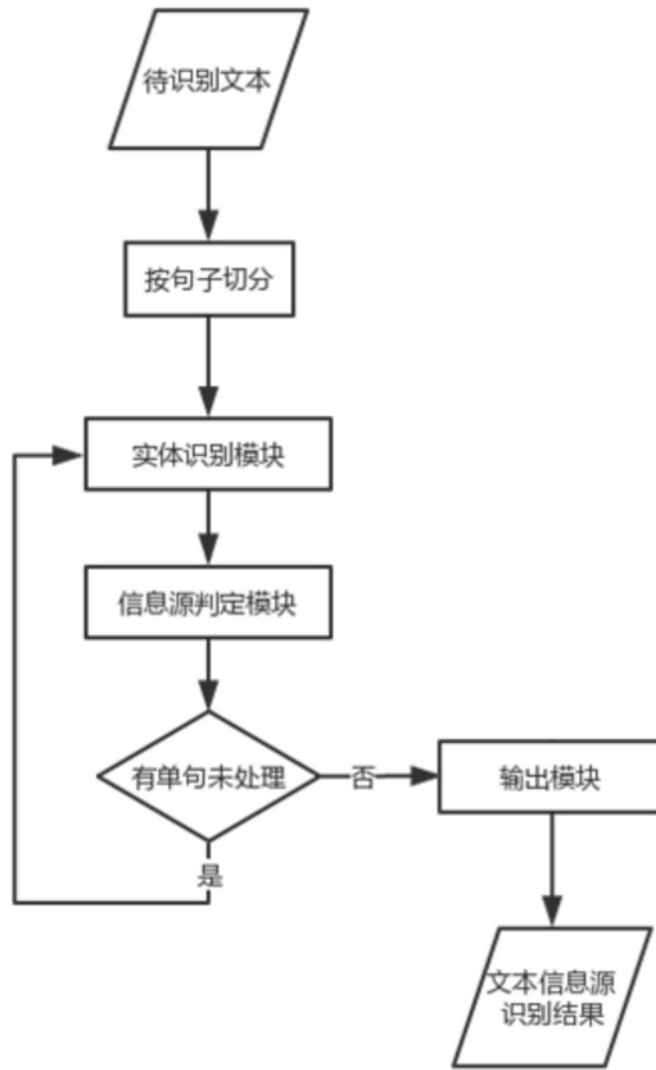 待识别文本
按句子切分
实体识别模块
信息源判定模块
有单句未处理
否
输出模块
是
文本信息源
识别结果